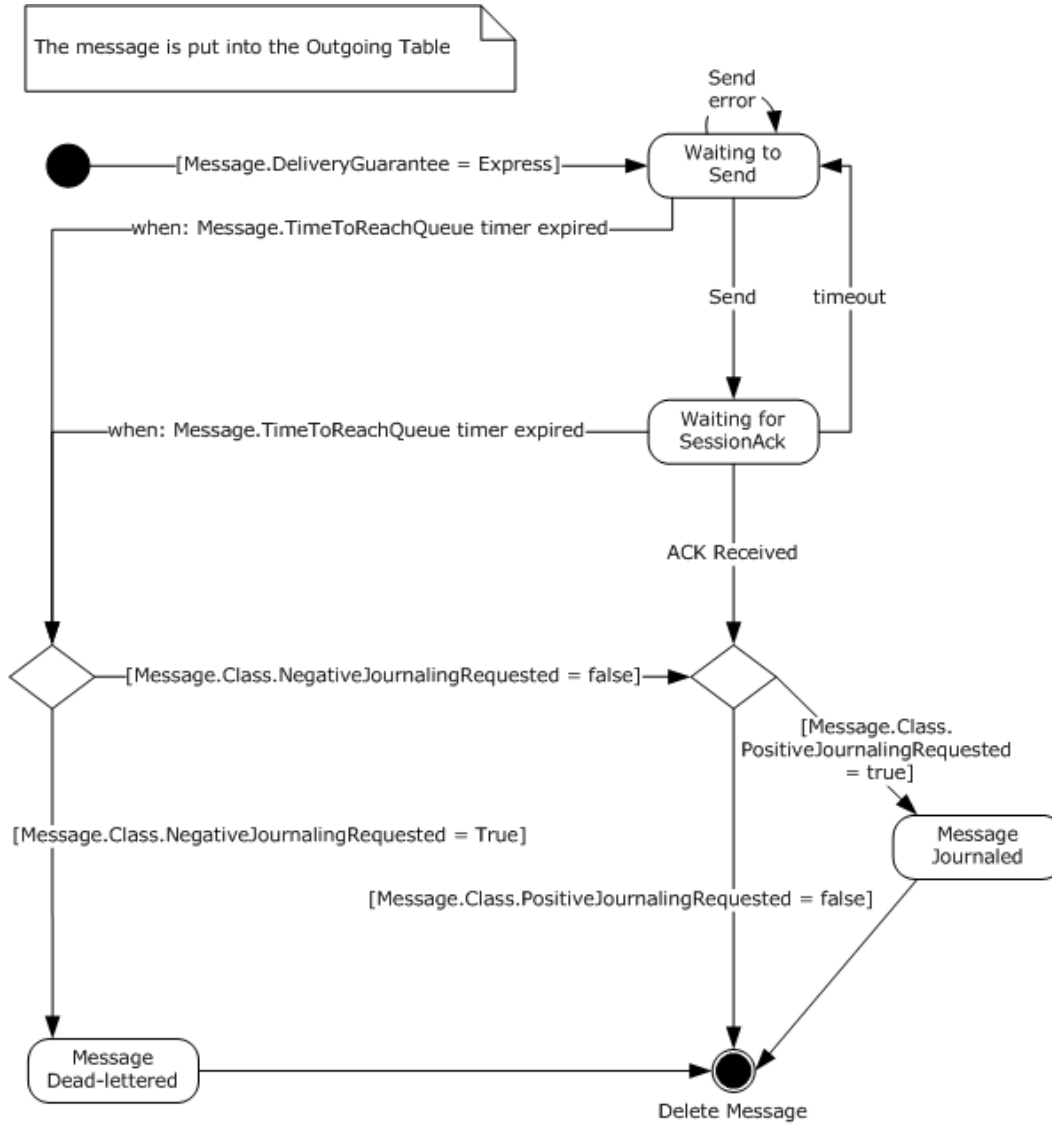 The message is put into the Outgoing Table
Send
error
[Message.DeliveryGuarantee = Express]
Waiting to
Send
when: Message.TimeToReachQueue timer expired
Send
timeout
when: Message.TimeToReachQueue timer expired
Waiting for
SessionAck
ACK Received
[Message.Class.NegativeJournalingRequested = false]
[Message.Class.
PositiveJournalingRequested
= true]
[Message.Class.NegativeJournalingRequested = True]
Message
Journaled
[Message.Class.PositiveJournalingRequested = false]
Message
Dead-lettered
Delete Message